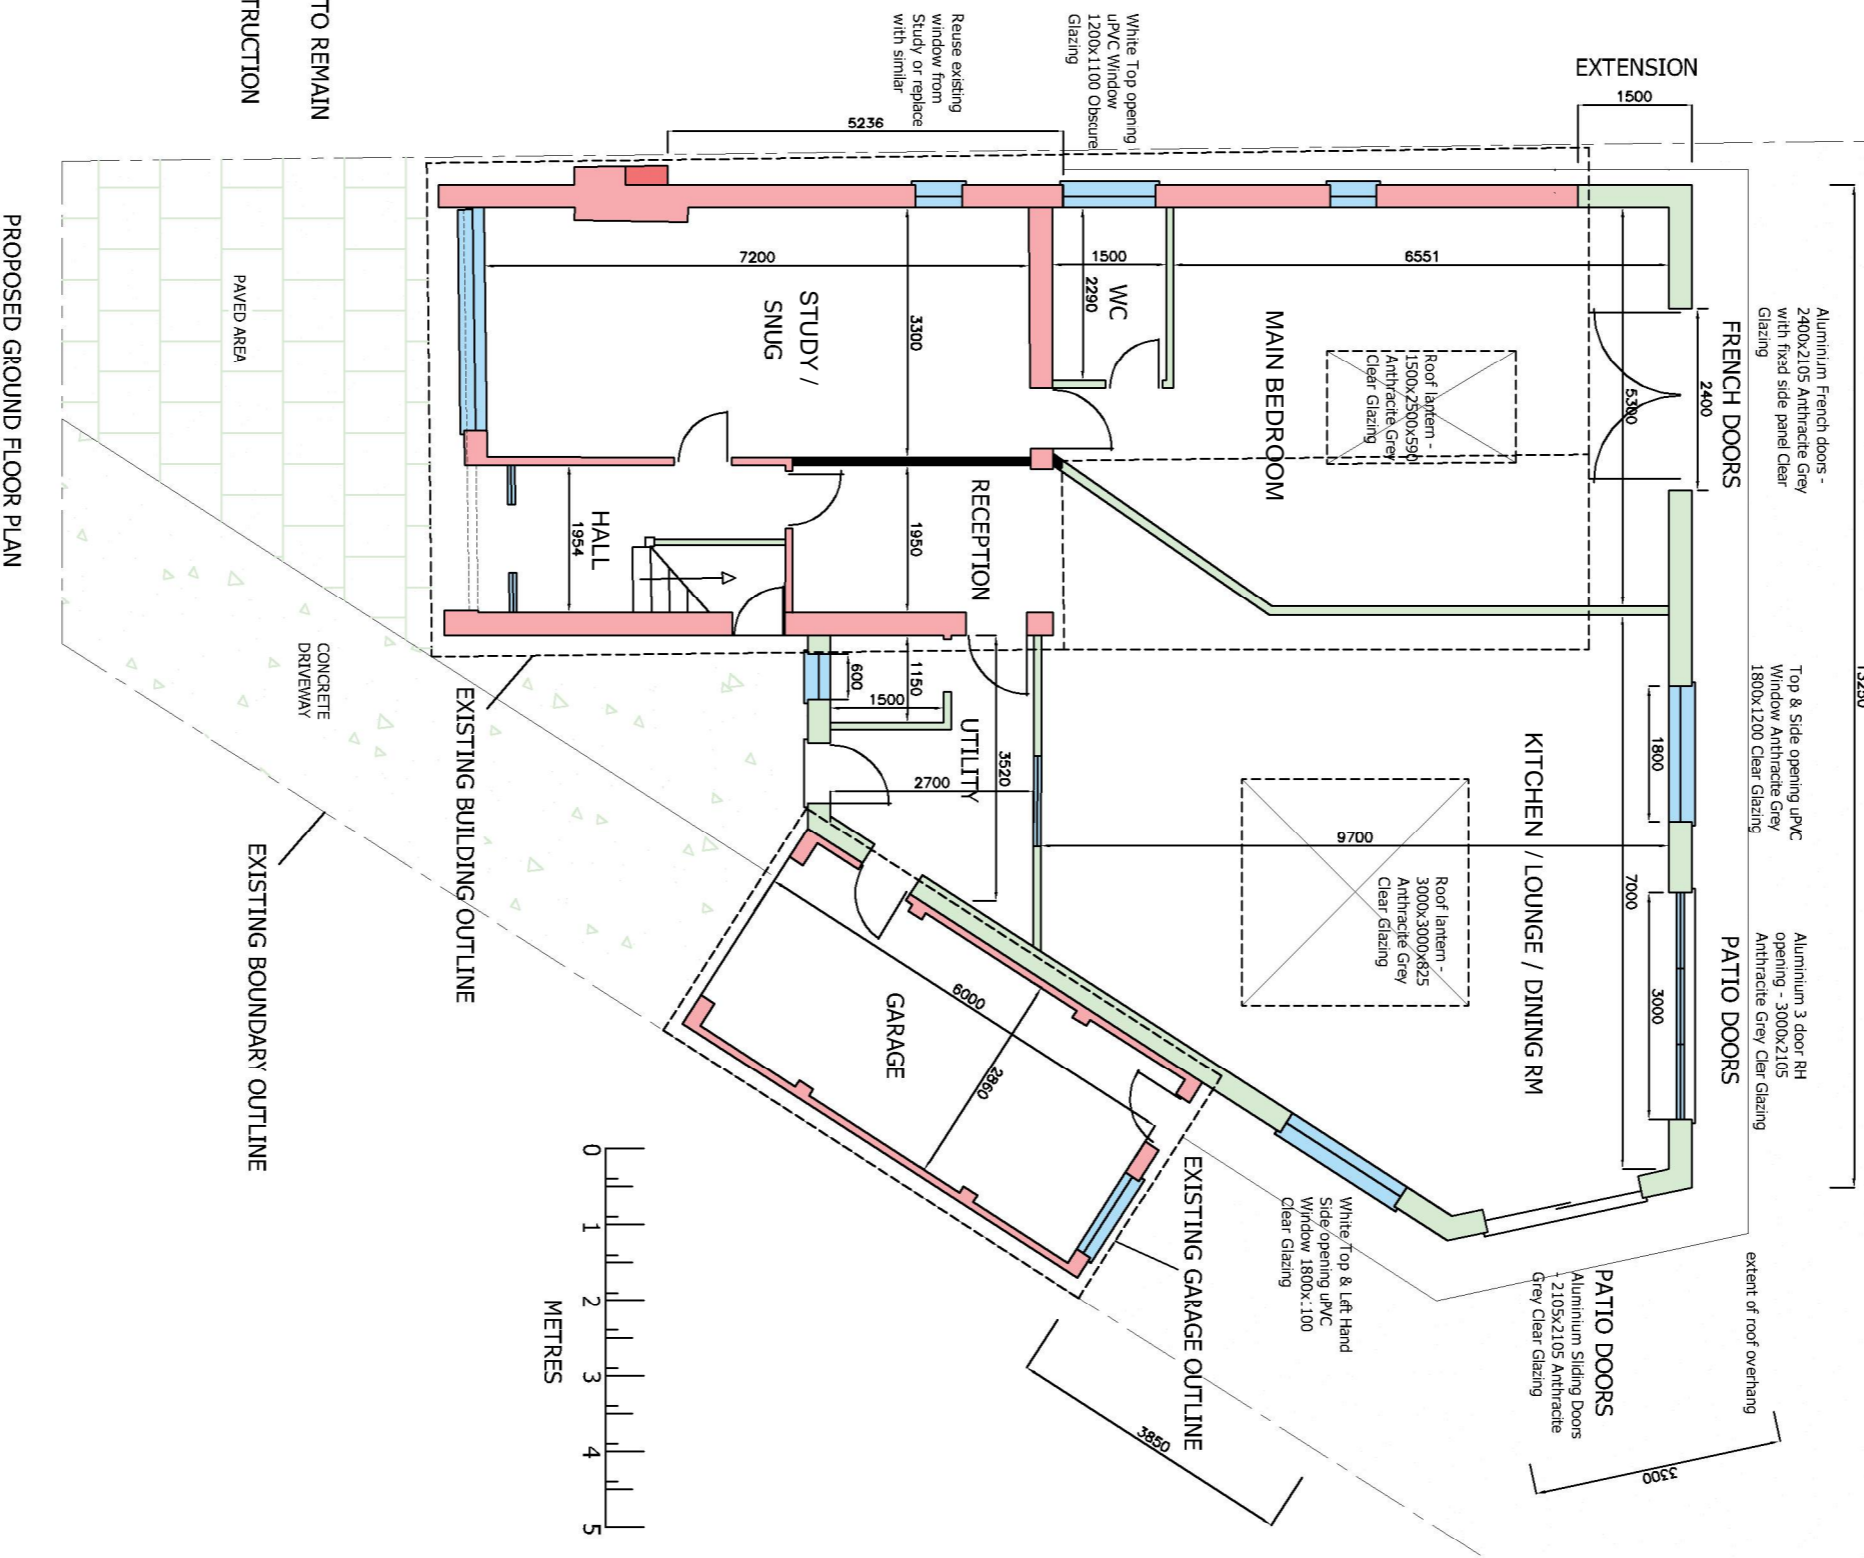 TO REMAIN
TRUCTION
PROPOSED GROUND FLOOR PLAN
EXTENSION
1500
White Top opening
uPVC Window
1200x1100 Obscure
Glazing
Reuse existing
window from
Study or replace
with similar
5236
Aluminium French doors -
2400x2105 Anthracite Grey
with fixed side panel Clear
Glazing
FRENCH DOORS
2400
5300
13250
7200
3300
STUDY /
SNUG
1500
2290
WC
6551
MAIN BEDROOM
Roof lantern -
1500x2500x590
Anthracite Grey
Clear Glazing
PAVED AREA
HALL
1954
RECEPTION
1950
Top & Side opening uPVC
Window Anthracite Grey
1800x1200 Clear Glazing
1800
CONCRETE
DRIVEWAY
EXISTING BUILDING OUTLINE
EXISTING BOUNDARY OUTLINE
600
1150
1500
UTILITY
3520
2700
KITCHEN / LOUNGE / DINING RM
9700
7000
Roof lantern -
3000x3000x825
Anthracite Grey
Clear Glazing
Aluminium 3 door RH
opening - 3000x2105
Anthracite Grey Cler Glazing
PATIO DOORS
3000
GARAGE
6000
2860
EXISTING GARAGE OUTLINE
White Top & Left Hand
Side opening uPVC
Window 1800x1100
Clear Glazing
PATIO DOORS
Aluminium Sliding Doors
- 2105x2105 Anthracite
Grey Clear Glazing
extent of roof overhang
3300
3850
0 1 2 3 4 5
METRES